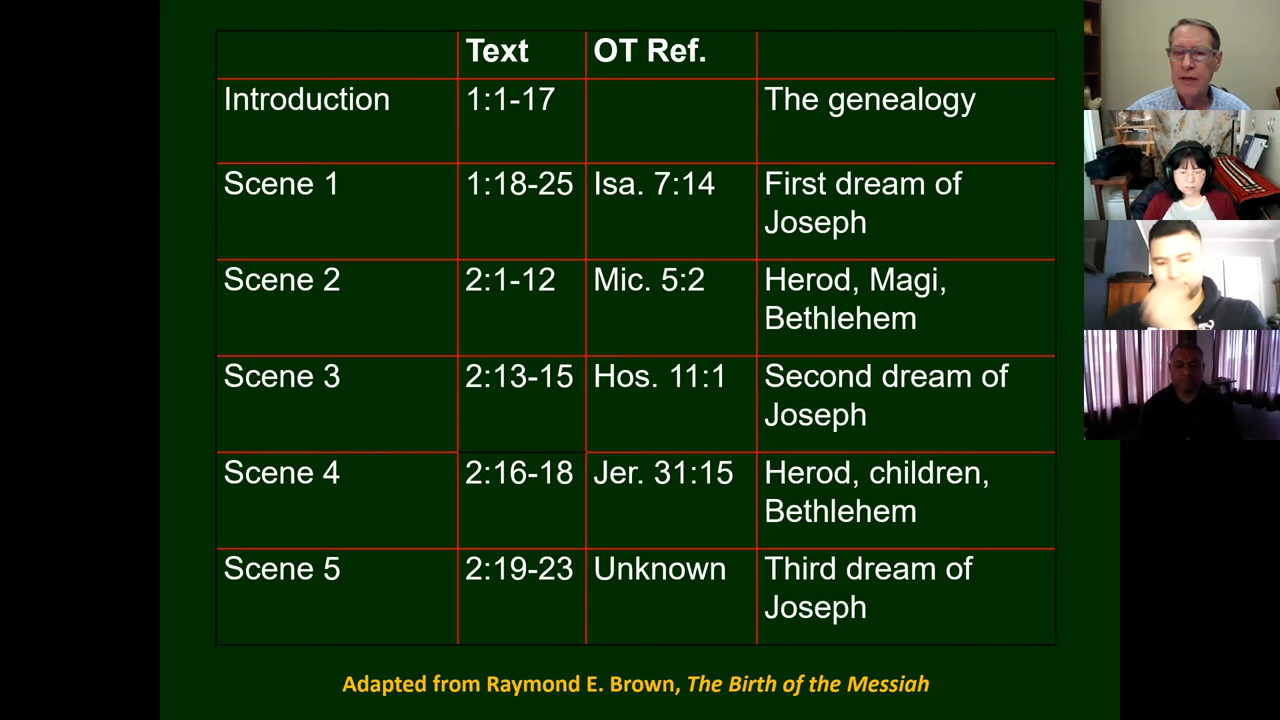 Text OT Ref.
Introduction 1:1-17 The genealogy
Scene 1 1:18-25 Isa. 7:14 First dream of
Joseph
Scene 2 2:1-12 Mic. 5:2 Herod, Magi,
Bethlehem
Scene 3 2:13-15 Hos. 11:1 Second dream of
Joseph
Scene 4 2:16-18 Jer. 31:15 Herod, children,
Bethlehem
Scene 5 2:19-23 Unknown Third dream of
Joseph
Adapted from Raymond E. Brown, The Birth of the Messiah